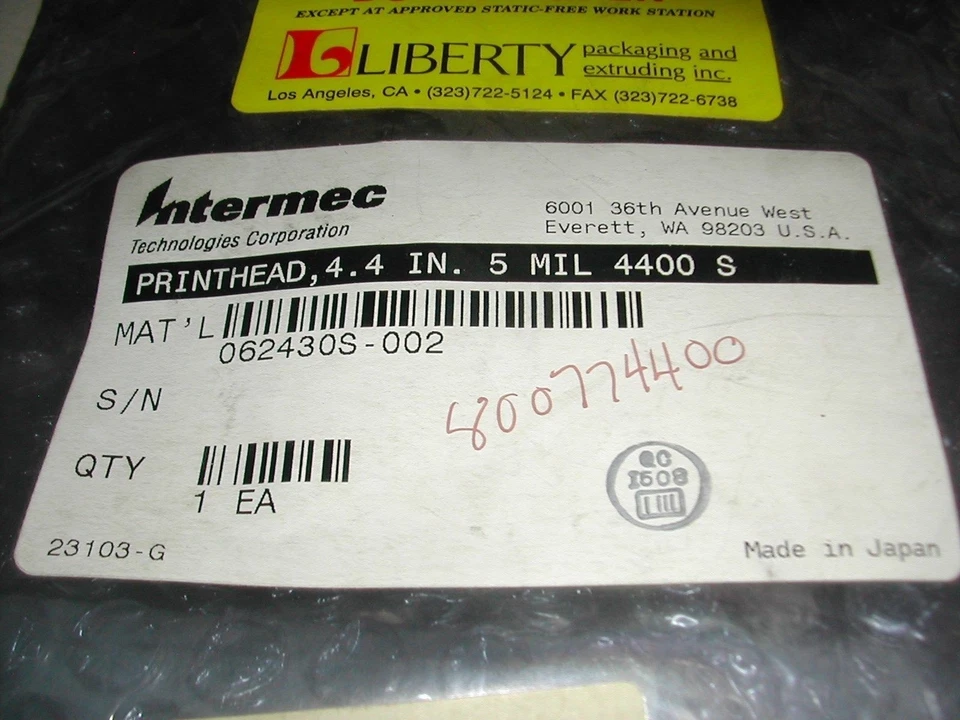 EXCEPT AT APPROVED STATIC-FREE WORK STATION
LIBERTY packaging and
extruding inc.
Los Angeles, CA • (323)722-5124 • FAX (323)722-6738
Intermec
Technologies Corporation
6001 36th Avenue West
Everett, WA 98203 U.S.A.
PRINTHEAD,4.4 IN. 5 MIL 4400 S
MAT'L
062430S-002
800774400
S/N
QTY
1 EA
QC
I608
23103-G
Made in Japan